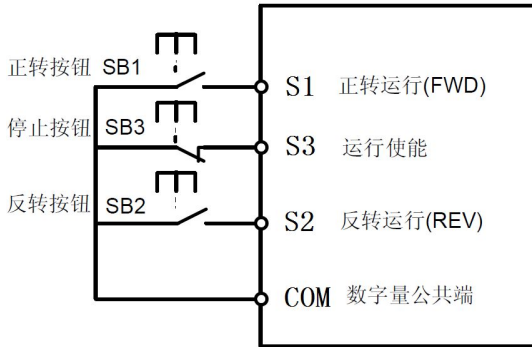 正转按钮 SB1 S1 正转运行(FWD)
停止按钮 SB3 S3 运行使能
反转按钮 SB2 S2 反转运行(REV)
COM 数字量公共端